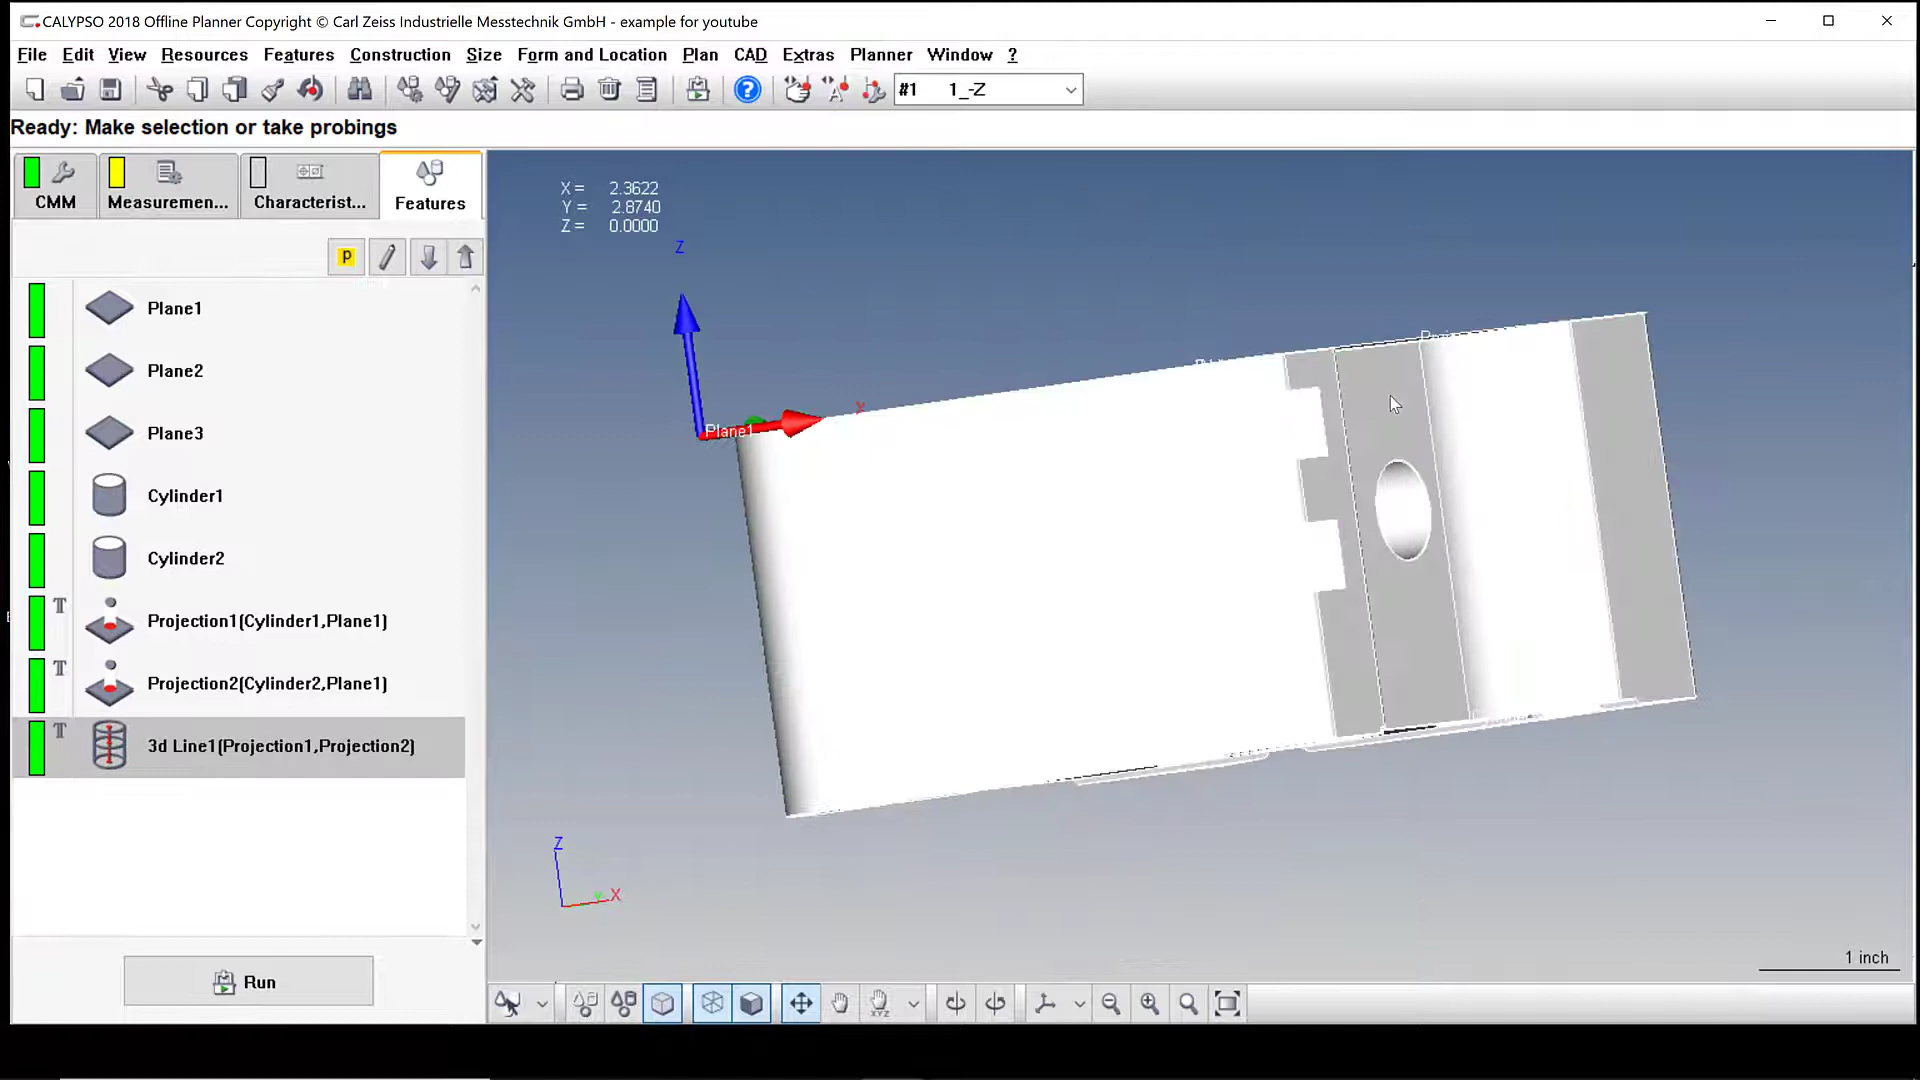 CALYPSO 2018 Offline Planner Copyright © Carl Zeiss Industrielle Messtechnik GmbH - example for youtube
File Edit View Resources Features Construction Size Form and Location Plan CAD Extras Planner Window ?
#1 1_-Z
Ready: Make selection or take probings
CMM
Measuremen...
Characterist...
Features
P
Plane1
Plane2
Plane3
Cylinder1
Cylinder2
T Projection1(Cylinder1,Plane1)
T Projection2(Cylinder2,Plane1)
T 3d Line1(Projection1,Projection2)
Run
X = 2.3622
Y = 2.8740
Z = 0.0000
Z
X
Plane1
Z
Y X
1 inch
XYZ